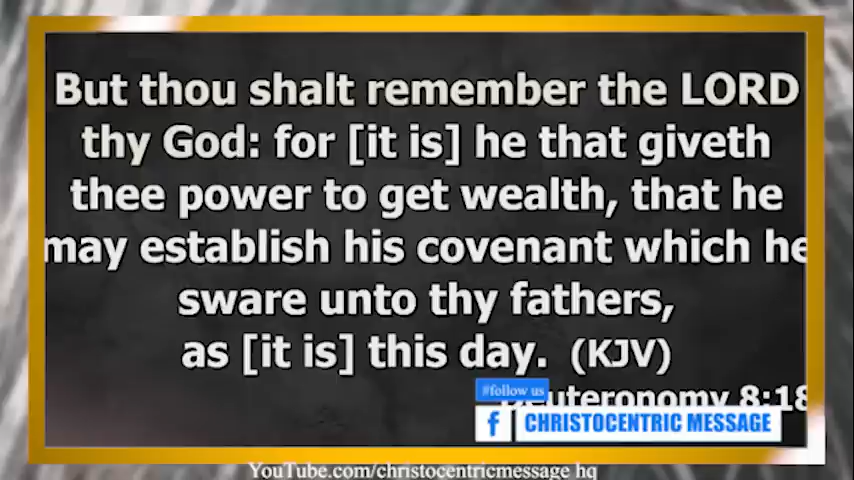 But thou shalt remember the LORD
thy God: for [it is] he that giveth
thee power to get wealth, that he
may establish his covenant which he
sware unto thy fathers,
as [it is] this day. (KJV)
#follow us
Deuteronomy 8:18
f CHRISTOCENTRIC MESSAGE
YouTube.com/christocentricmessage hq